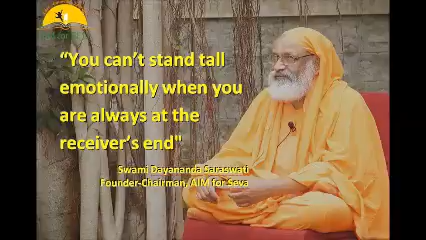 “You can’t stand tall
emotionally when you
are always at the
receiver’s end"
Swami Dayananda Saraswati
Founder-Chairman, AIM for Seva